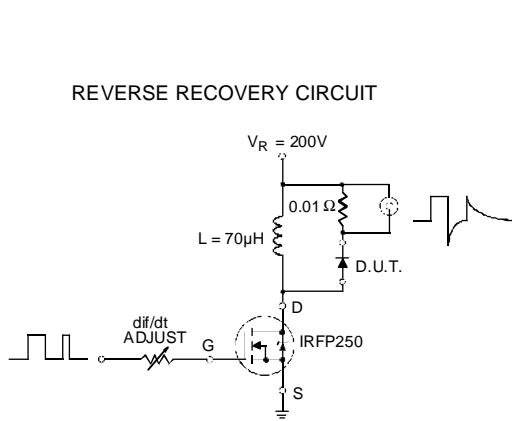 REVERSE RECOVERY CIRCUIT
VR = 200V
0.01 Ω
L = 70μH
D.U.T.
D
dif/dt
ADJUST
G
IRFP250
S